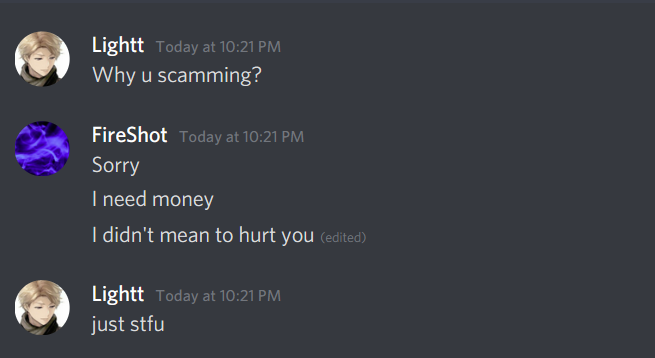 Lightt Today at 10:21 PM
Why u scamming?
FireShot Today at 10:21 PM
Sorry
I need money
I didn't mean to hurt you (edited)
Lightt Today at 10:21 PM
just stfu